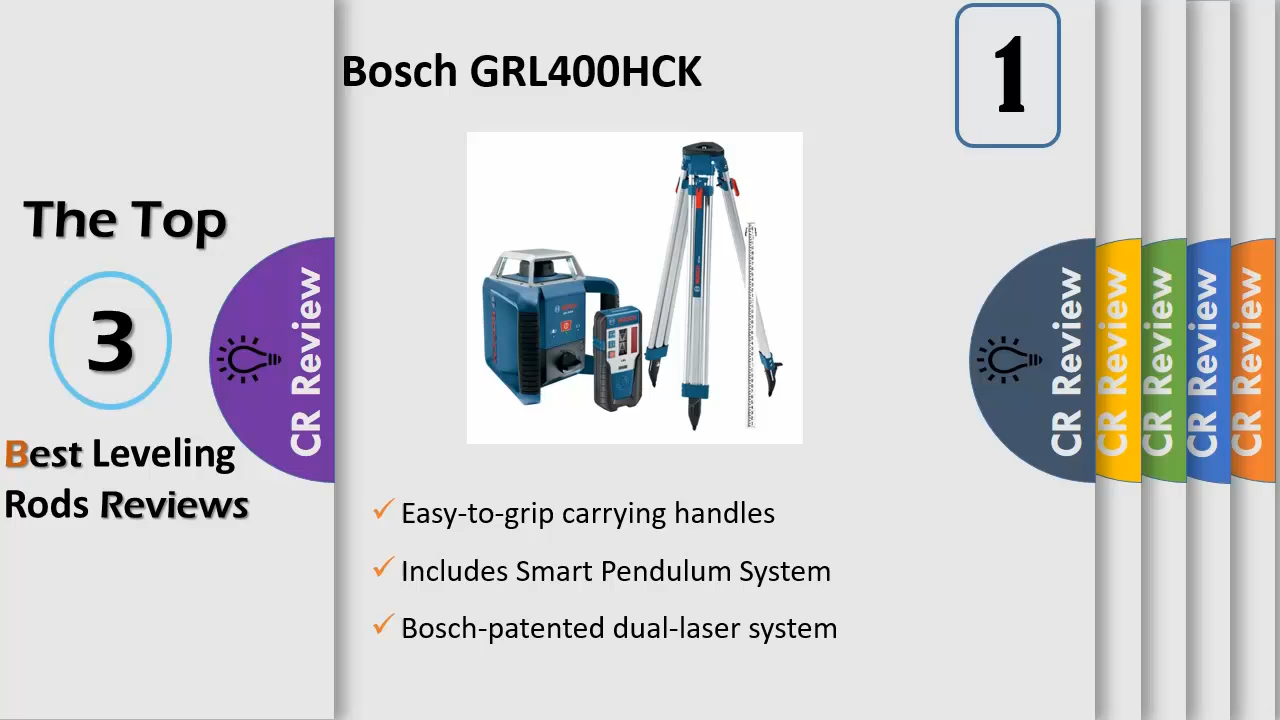 Bosch GRL400HCK
1
The Top
3
Best Leveling
Rods Reviews
CR Review
CR Review
CR Review
CR Review
CR Review
CR Review
Easy-to-grip carrying handles
Includes Smart Pendulum System
Bosch-patented dual-laser system